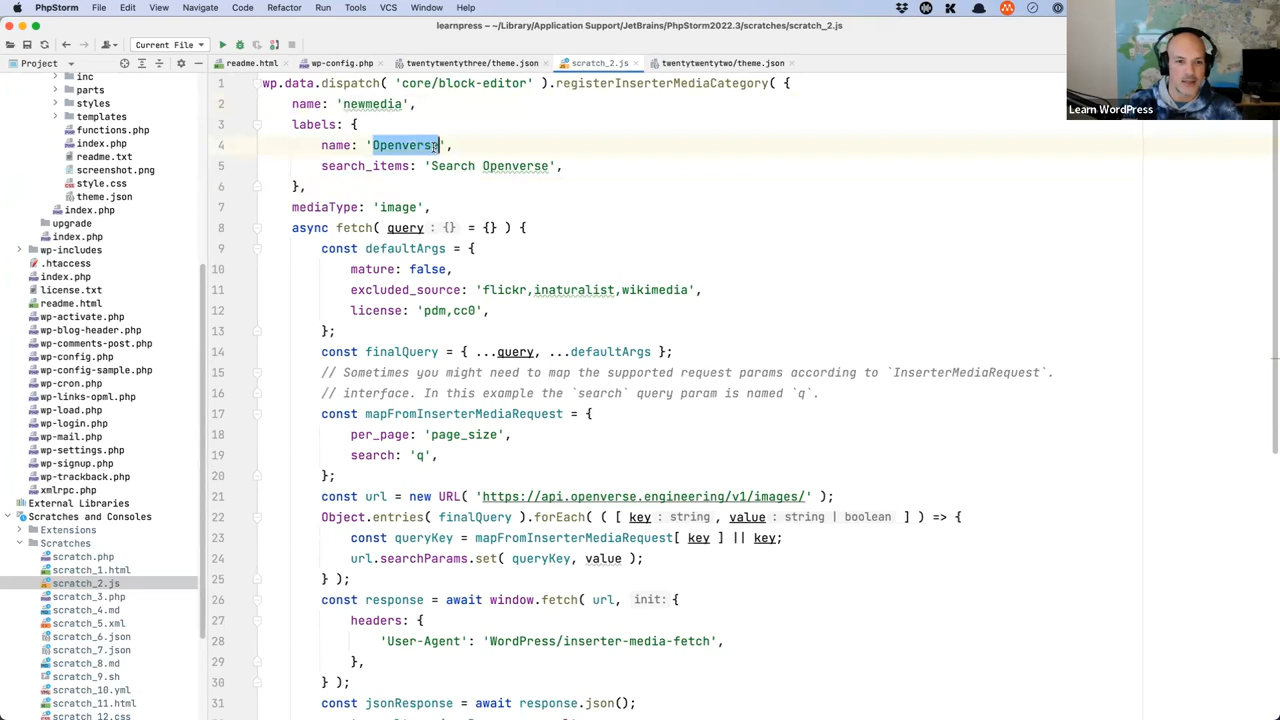 PhpStorm File Edit View Navigate Code Refactor Run Tools VCS Window Help
learnpress – ~/Library/Application Support/JetBrains/PhpStorm2022.3/scratches/scratch_2.js
Current File
Project
readme.html
wp-config.php
twentytwentythree/theme.json
scratch_2.js
twentytwentytwo/theme.json
inc
parts
styles
templates
functions.php
index.php
readme.txt
screenshot.png
style.css
theme.json
index.php
upgrade
index.php
wp-includes
.htaccess
index.php
license.txt
readme.html
wp-activate.php
wp-blog-header.php
wp-comments-post.php
wp-config.php
wp-config-sample.php
wp-cron.php
wp-links-opml.php
wp-load.php
wp-login.php
wp-mail.php
wp-settings.php
wp-signup.php
wp-trackback.php
xmlrpc.php
External Libraries
Scratches and Consoles
Extensions
Scratches
scratch.php
scratch_1.html
scratch_2.js
scratch_3.php
scratch_4.md
scratch_5.xml
scratch_6.json
scratch_7.json
scratch_8.md
scratch_9.sh
scratch_10.yml
scratch_11.html
scratch_12.css
1 wp.data.dispatch( 'core/block-editor' ).registerInserterMediaCategory( {
2 name: 'newmedia',
3 labels: {
4 name: 'Openverse',
5 search_items: 'Search Openverse',
6 },
7 mediaType: 'image',
8 async fetch( query : {} = {} ) {
9 const defaultArgs = {
10 mature: false,
11 excluded_source: 'flickr,inaturalist,wikimedia',
12 license: 'pdm,cc0',
13 };
14 const finalQuery = { ...query, ...defaultArgs };
15 // Sometimes you might need to map the supported request params according to `InserterMediaRequest`.
16 // interface. In this example the `search` query param is named `q`.
17 const mapFromInserterMediaRequest = {
18 per_page: 'page_size',
19 search: 'q',
20 };
21 const url = new URL( 'https://api.openverse.engineering/v1/images/' );
22 Object.entries( finalQuery ).forEach( ( [ key : string , value : string | boolean ] ) => {
23 const queryKey = mapFromInserterMediaRequest[ key ] || key;
24 url.searchParams.set( queryKey, value );
25 } );
26 const response = await window.fetch( url, init: {
27 headers: {
28 'User-Agent': 'WordPress/inserter-media-fetch',
29 },
30 } );
31 const jsonResponse = await response.json();
Learn WordPress